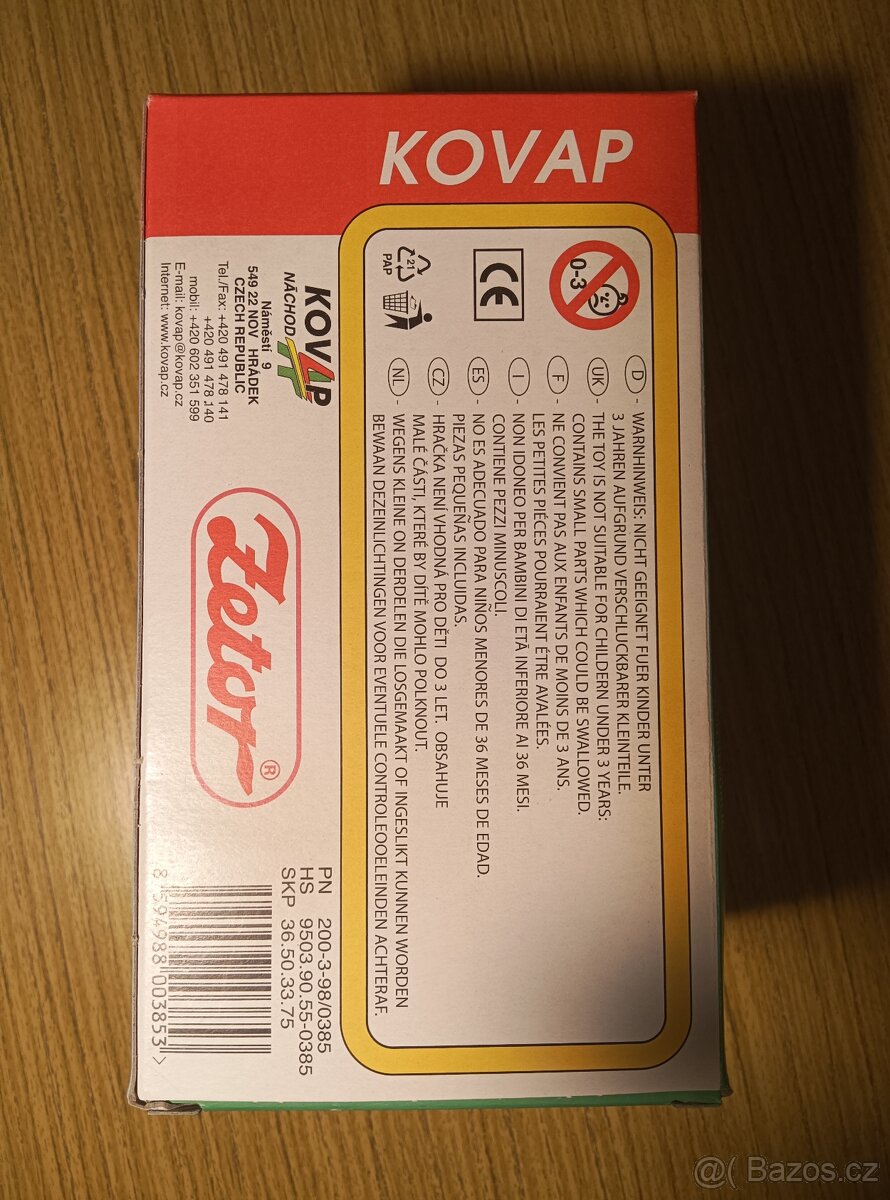 KOVAP
0-3
CE
21
PAP
D - WARNHINWEIS: NICHT GEEIGNET FUER KINDER UNTER
3 JAHREN AUFGRUND VERSCHLUCKBARER KLEINTEILE.
UK - THE TOY IS NOT SUITABLE FOR CHILDERN UNDER 3 YEARS:
CONTAINS SMALL PARTS WHICH COULD BE SWALLOWED.
F - NE CONVIENT PAS AUX ENFANTS DE MOINS DE 3 ANS.
LES PETITES PIÉCES POURRAIENT ÉTRE AVALÉES.
I - NON IDONEO PER BAMBINI DI ETÀ INFERIORE AI 36 MESI.
CONTIENE PEZZI MINUSCOLI.
ES - NO ES ADECUADO PARA NIÑOS MENORES DE 36 MESES DE EDAD.
PIEZAS PEQUEÑAS INCLUIDAS.
CZ - HRAČKA NENÍ VHODNÁ PRO DĚTI DO 3 LET. OBSAHUJE
MALÉ ČÁSTI, KTERÉ BY DÍTĚ MOHLO POLKNOUT.
NL - WEGENS KLEINE ON DERDELEN DIE LOSGEMAAKT OF INGESLIKT KUNNEN WORDEN
BEWAAN DEZEINLICHTINGEN VOOR EVENTUELE CONTROLEOOELEINDEN ACHTERAF.
KOVAP
NÁCHOD
Náměstí 9
549 22 NOV HRÁDEK
CZECH REPUBLIC
Tel./Fax: +420 491 478 141
+420 491 478 140
mobil: +420 602 351 599
E-mail: kovap@kovap.cz
Internet: www.kovap.cz
Zetor ®
PN 200-3-98/0385
HS 9503.90.55-0385
SKP 36.50.33.75
8 594988 003853 >
@( Bazos.cz